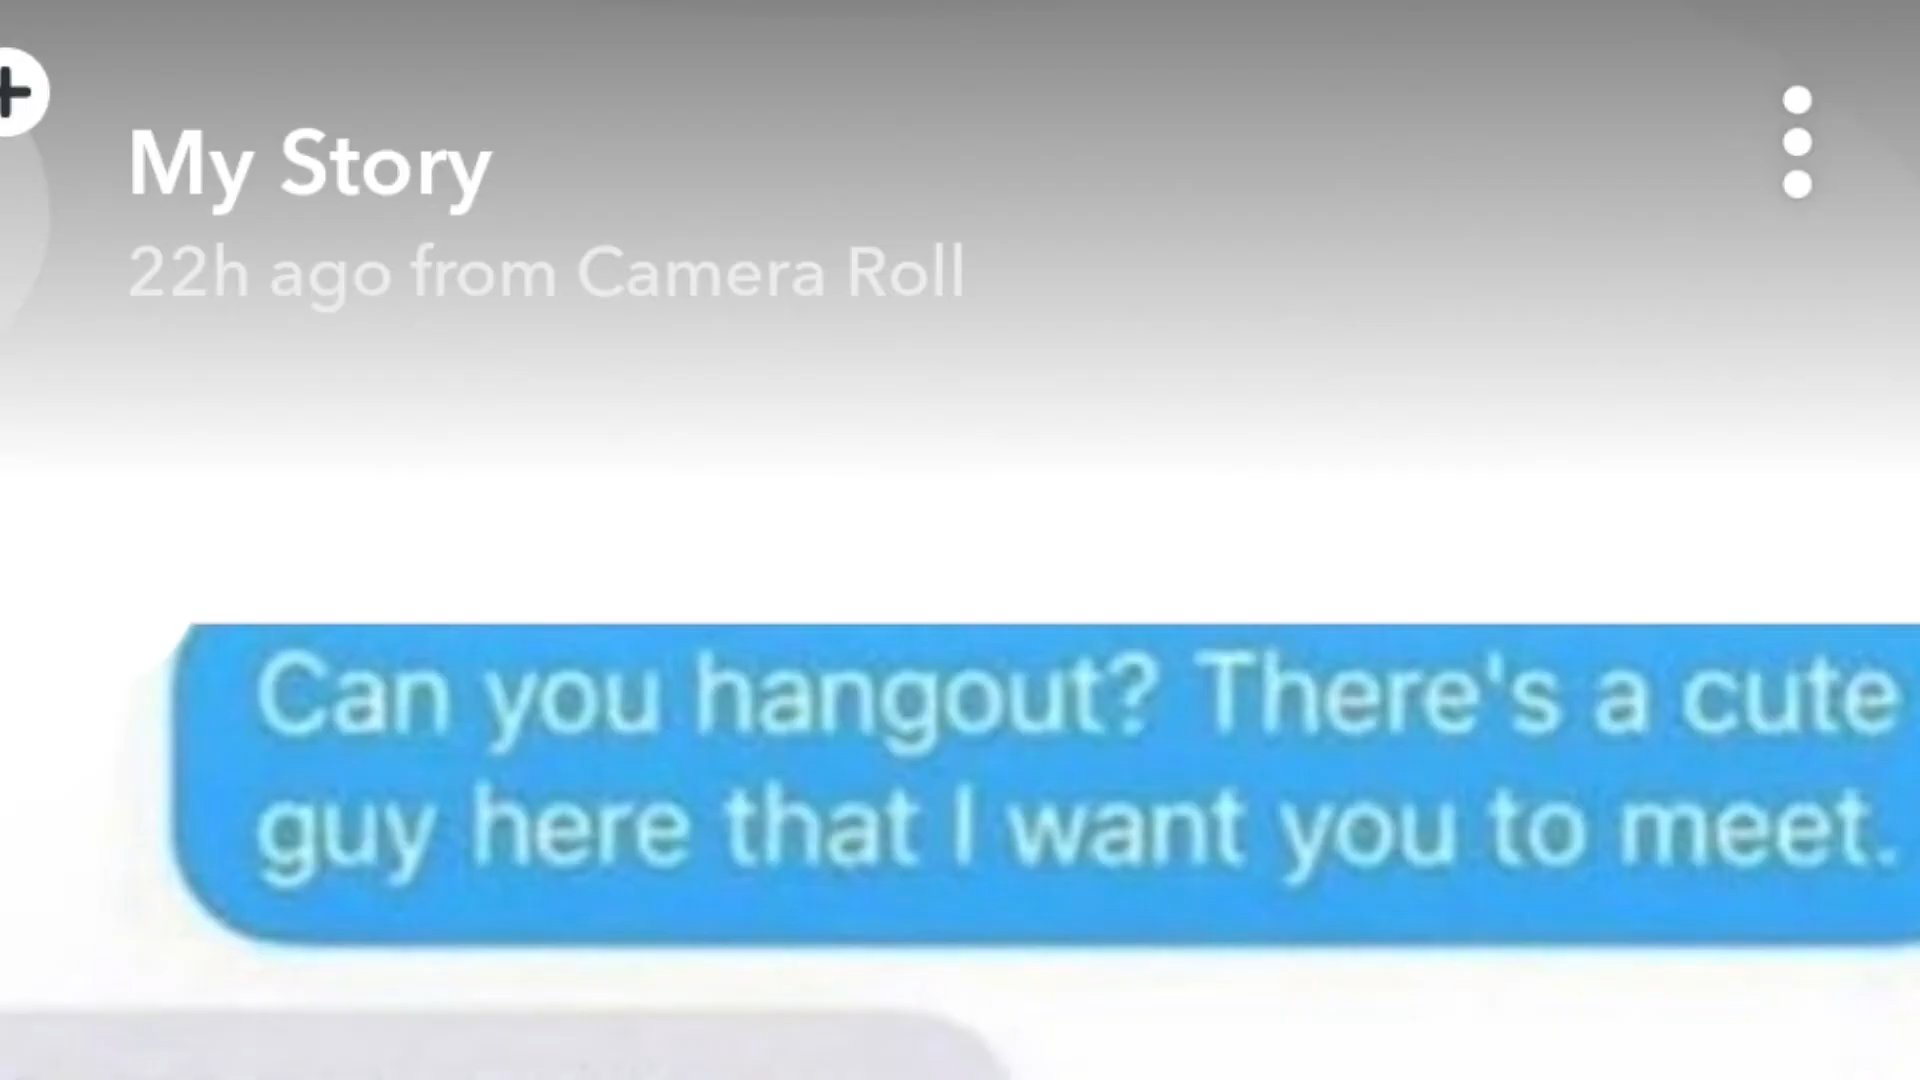 My Story
22h ago from Camera Roll
Can you hangout? There's a cute
guy here that I want you to meet.